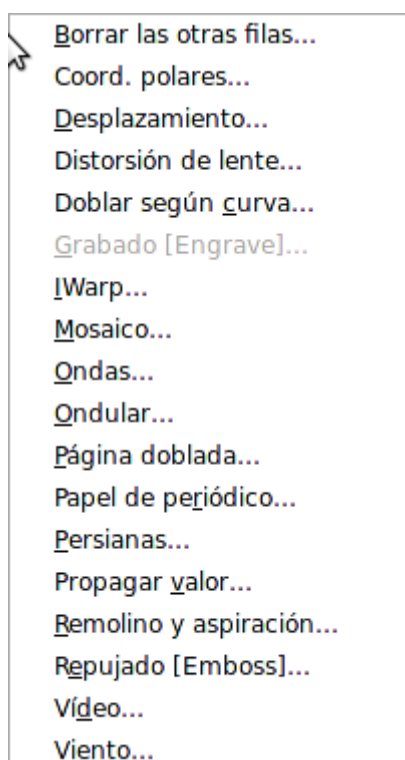 Borrar las otras filas...
Coord. polares...
Desplazamiento...
Distorsión de lente...
Doblar según curva...
Grabado [Engrave]...
IWarp...
Mosaico...
Ondas...
Ondular...
Página doblada...
Papel de periódico...
Persianas...
Propagar valor...
Remolino y aspiración...
Repujado [Emboss]...
Vídeo...
Viento...